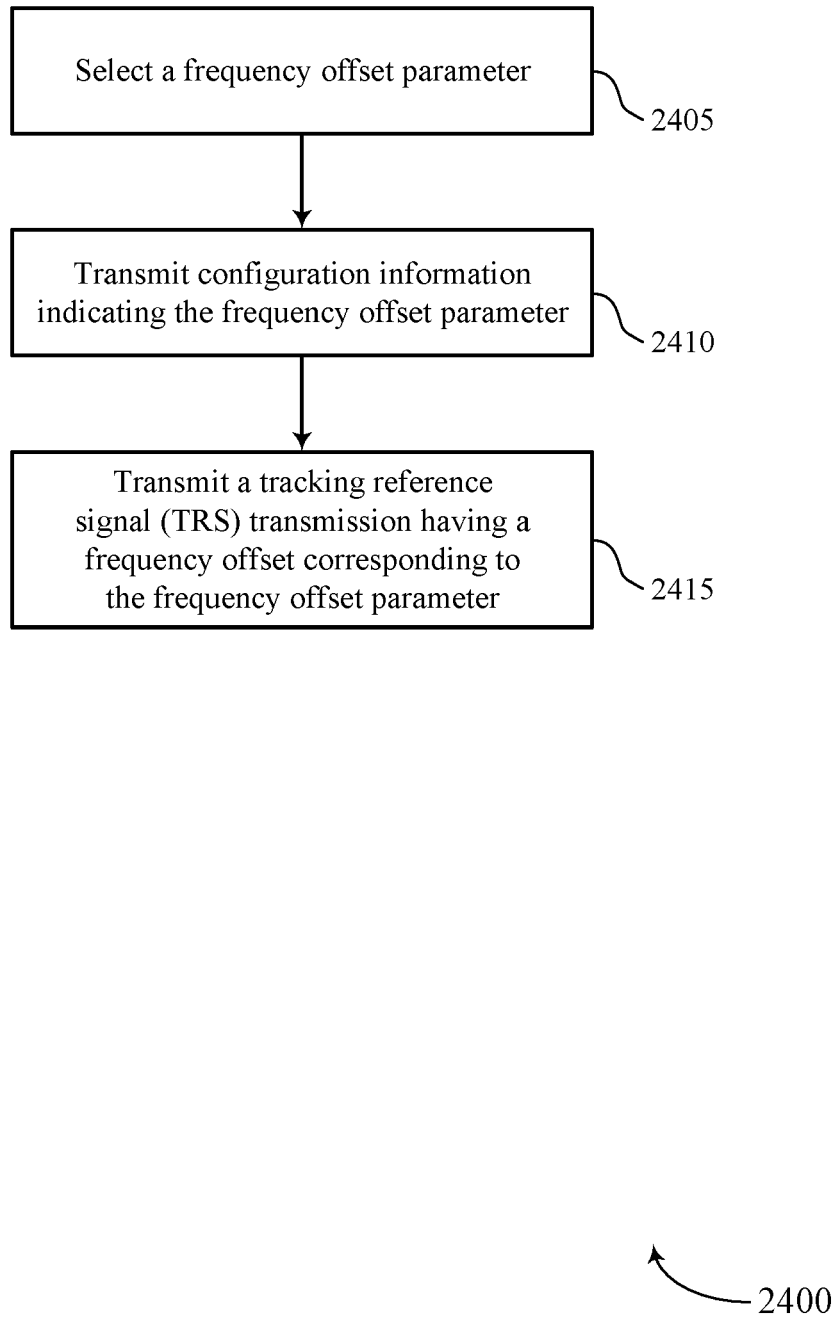 Select a frequency offset parameter
2405
Transmit configuration information
indicating the frequency offset parameter
2410
Transmit a tracking reference
signal (TRS) transmission having a
frequency offset corresponding to
the frequency offset parameter
2415
2400